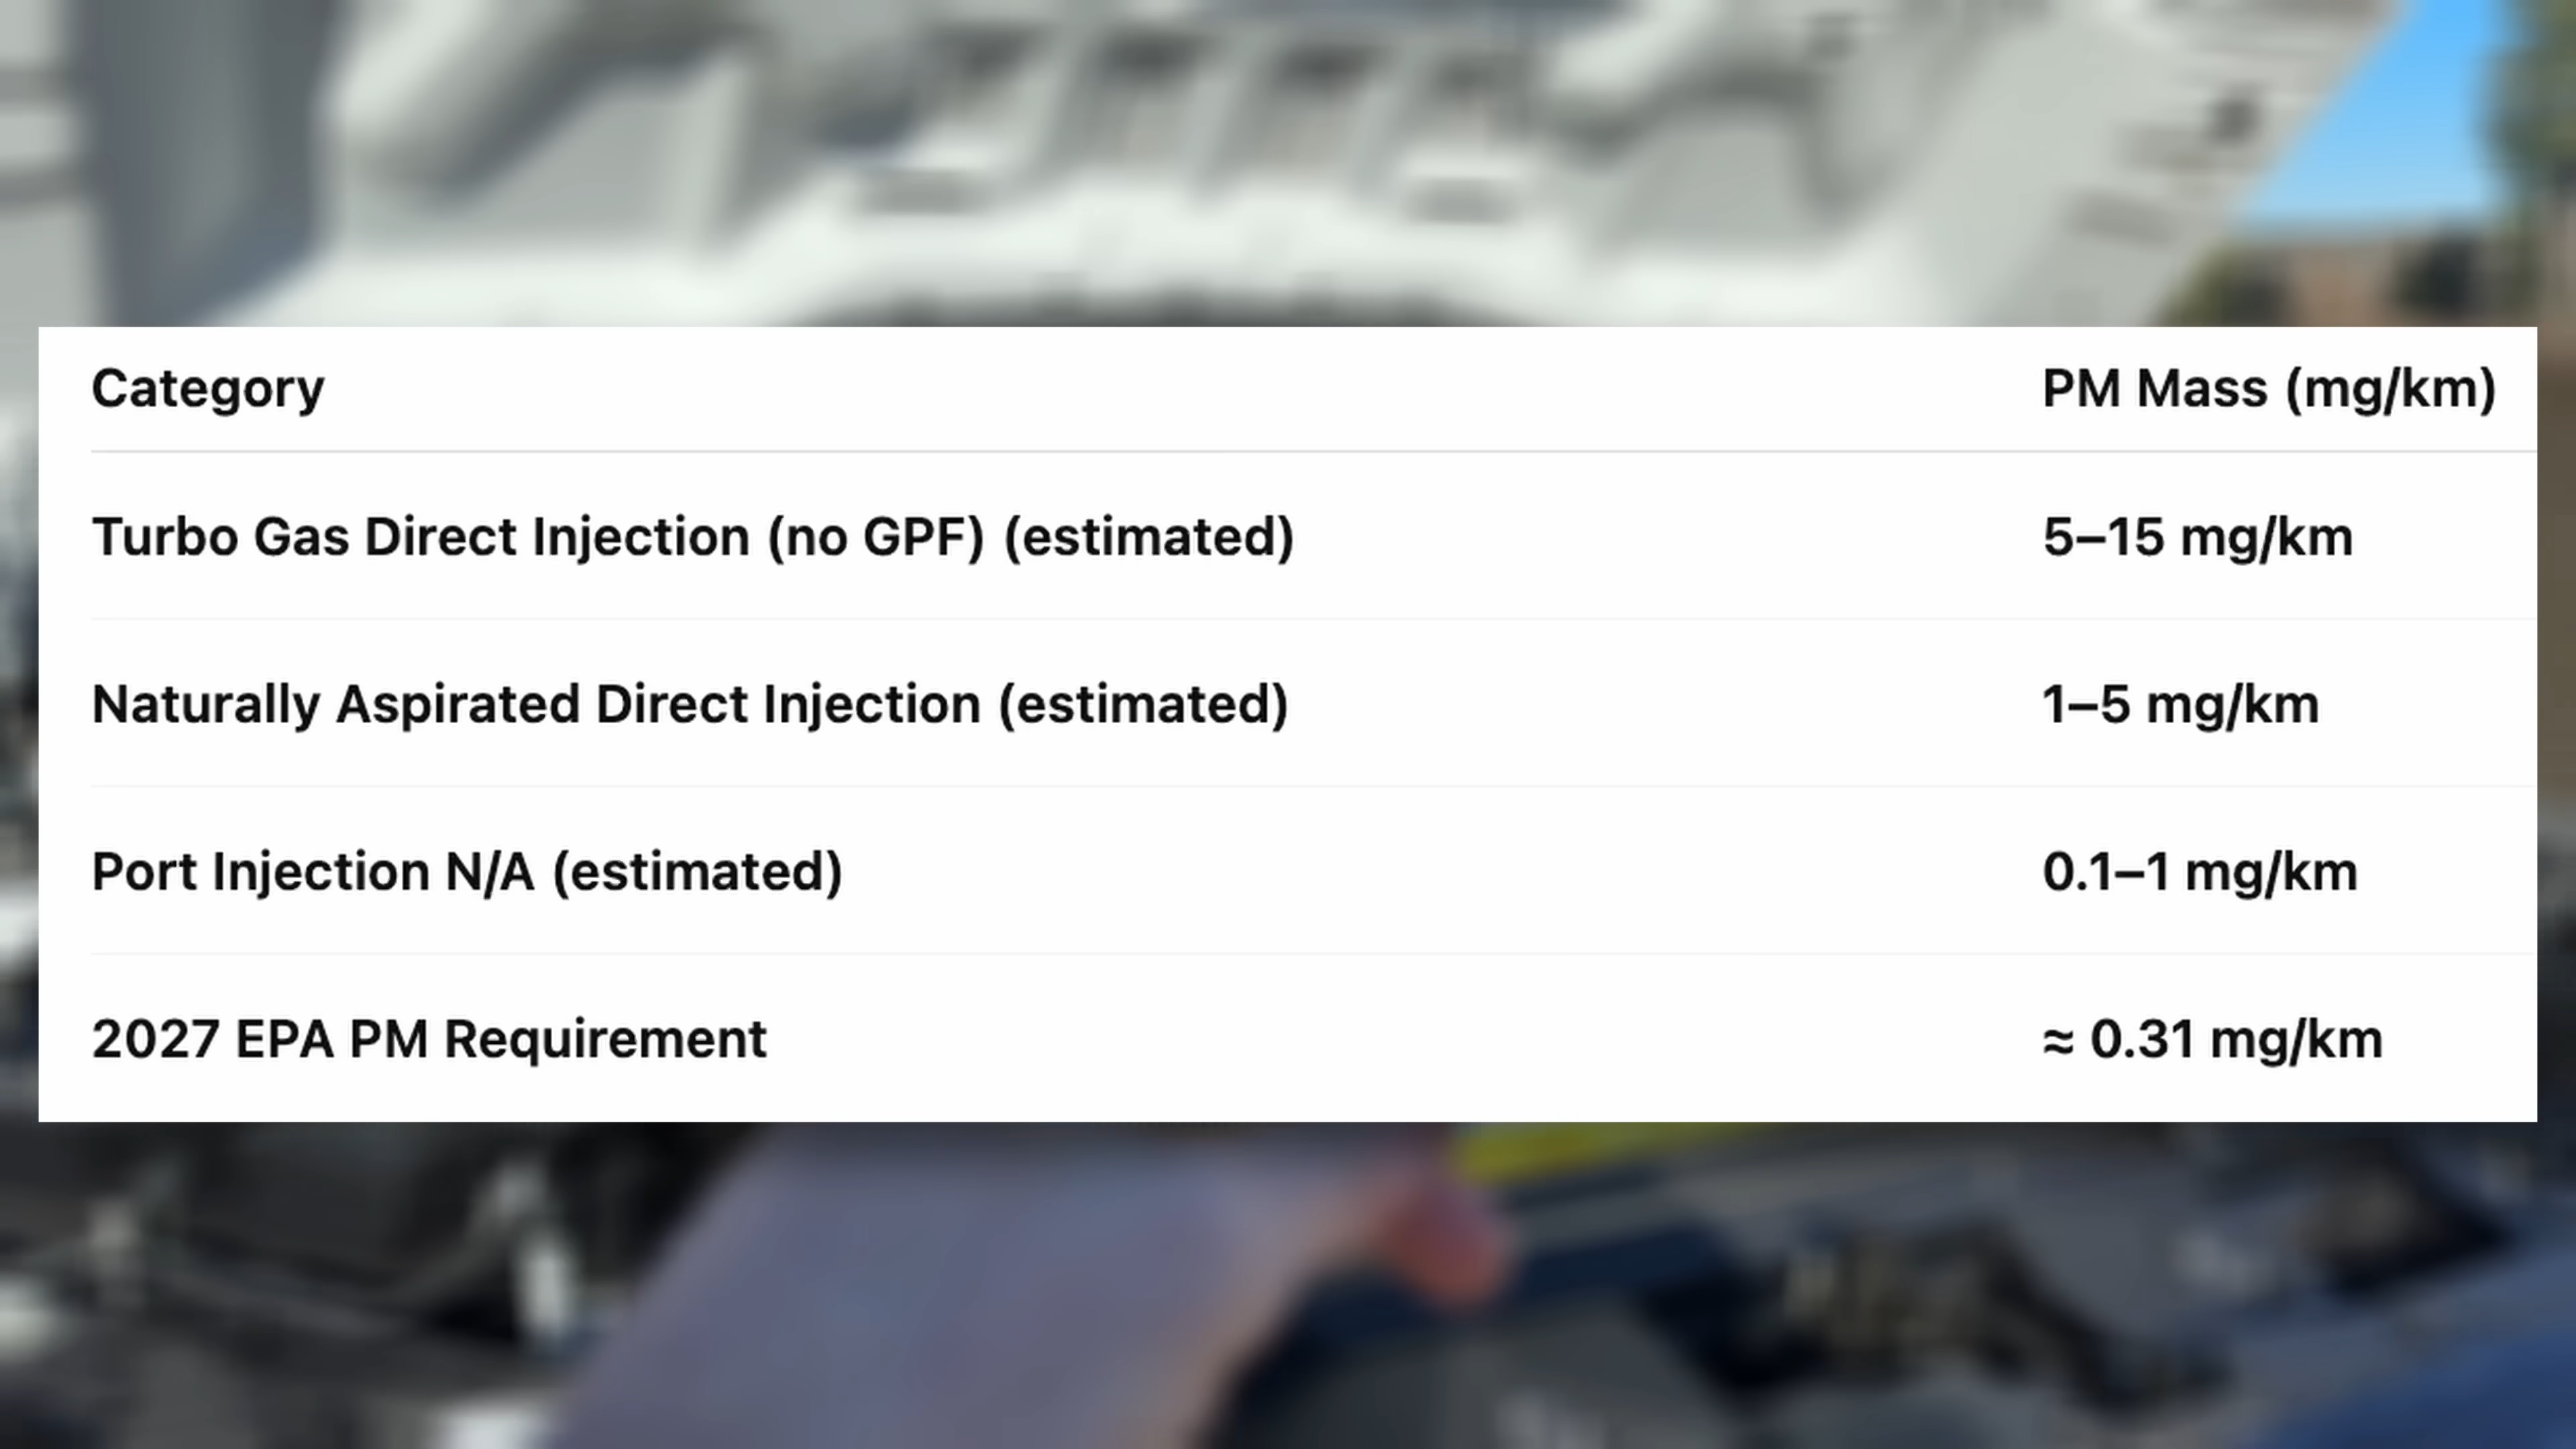 Category PM Mass (mg/km)
Turbo Gas Direct Injection (no GPF) (estimated) 5–15 mg/km
Naturally Aspirated Direct Injection (estimated) 1–5 mg/km
Port Injection N/A (estimated) 0.1–1 mg/km
2027 EPA PM Requirement ≈ 0.31 mg/km